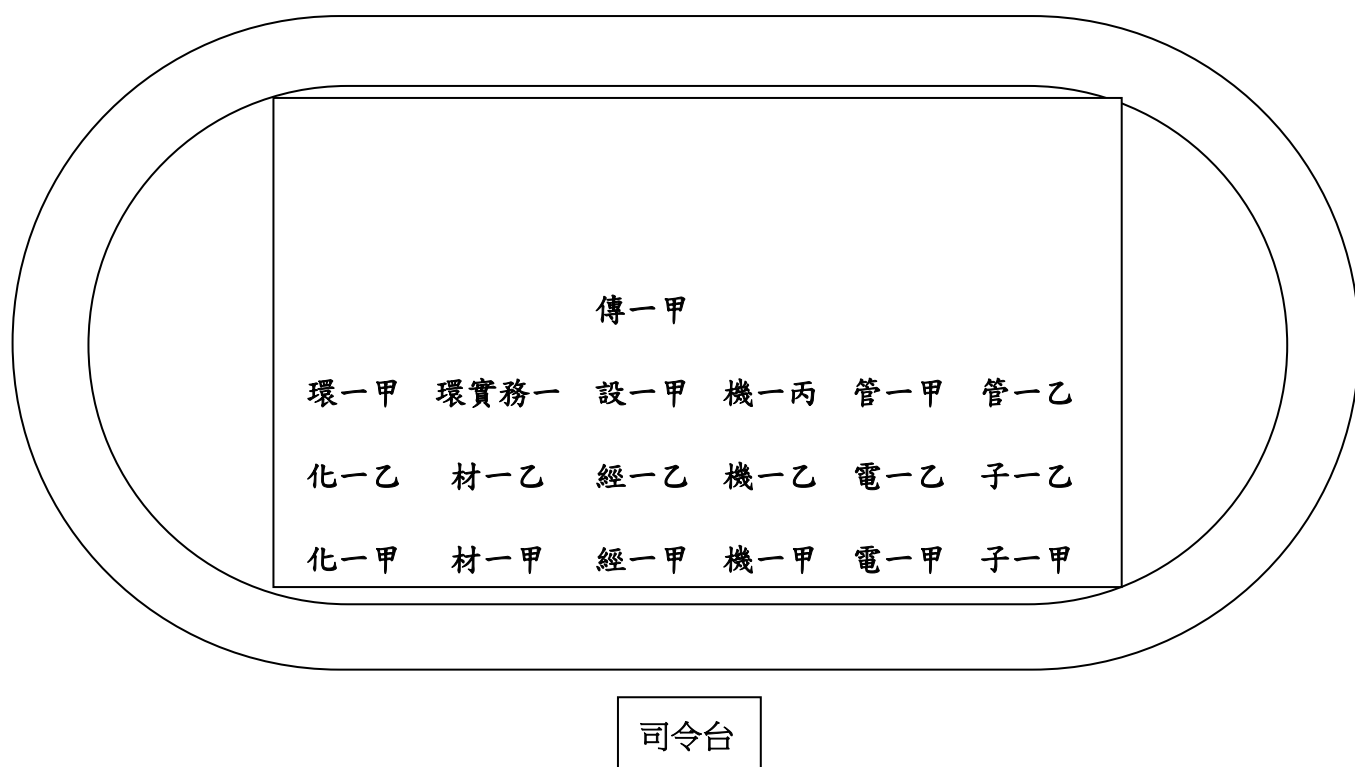 傳一甲
環一甲 環實務一 設一甲 機一丙 管一甲 管一乙
化一乙 材一乙 經一乙 機一乙 電一乙 子一乙
化一甲 材一甲 經一甲 機一甲 電一甲 子一甲
司令台